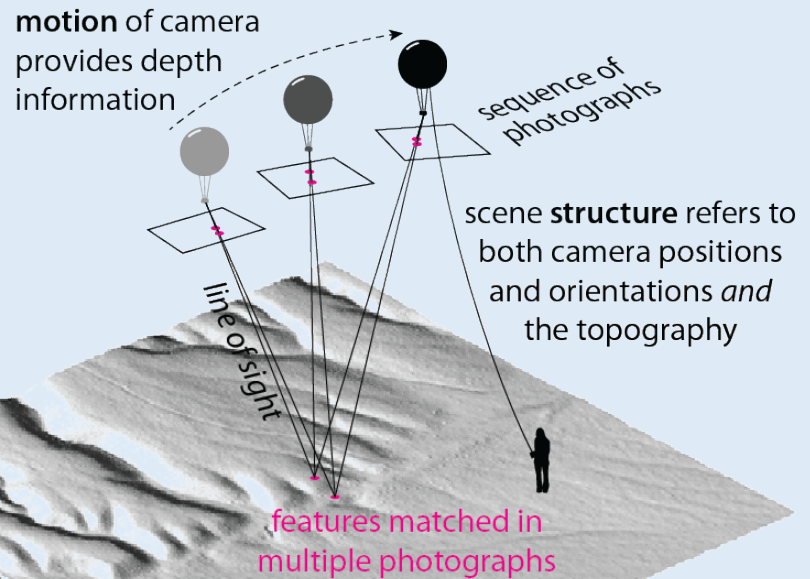 motion of camera
provides depth
information
sequence of
photographs
scene structure refers to
both camera positions
and orientations and
the topography
line of sight
features matched in
multiple photographs